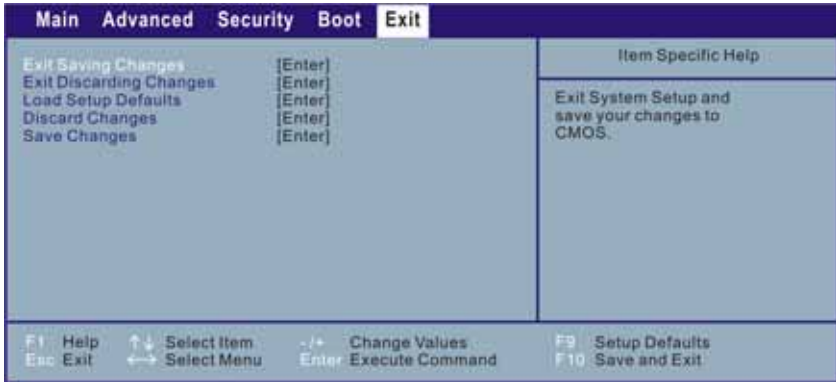 Main Advanced Security Boot Exit
Exit Saving Changes [Enter]
Exit Discarding Changes [Enter]
Load Setup Defaults [Enter]
Discard Changes [Enter]
Save Changes [Enter]
Item Specific Help
Exit System Setup and
save your changes to
CMOS.
F1 Help ↑↓ Select Item -/+ Change Values F9 Setup Defaults
Esc Exit ←→ Select Menu Enter Execute Command F10 Save and Exit